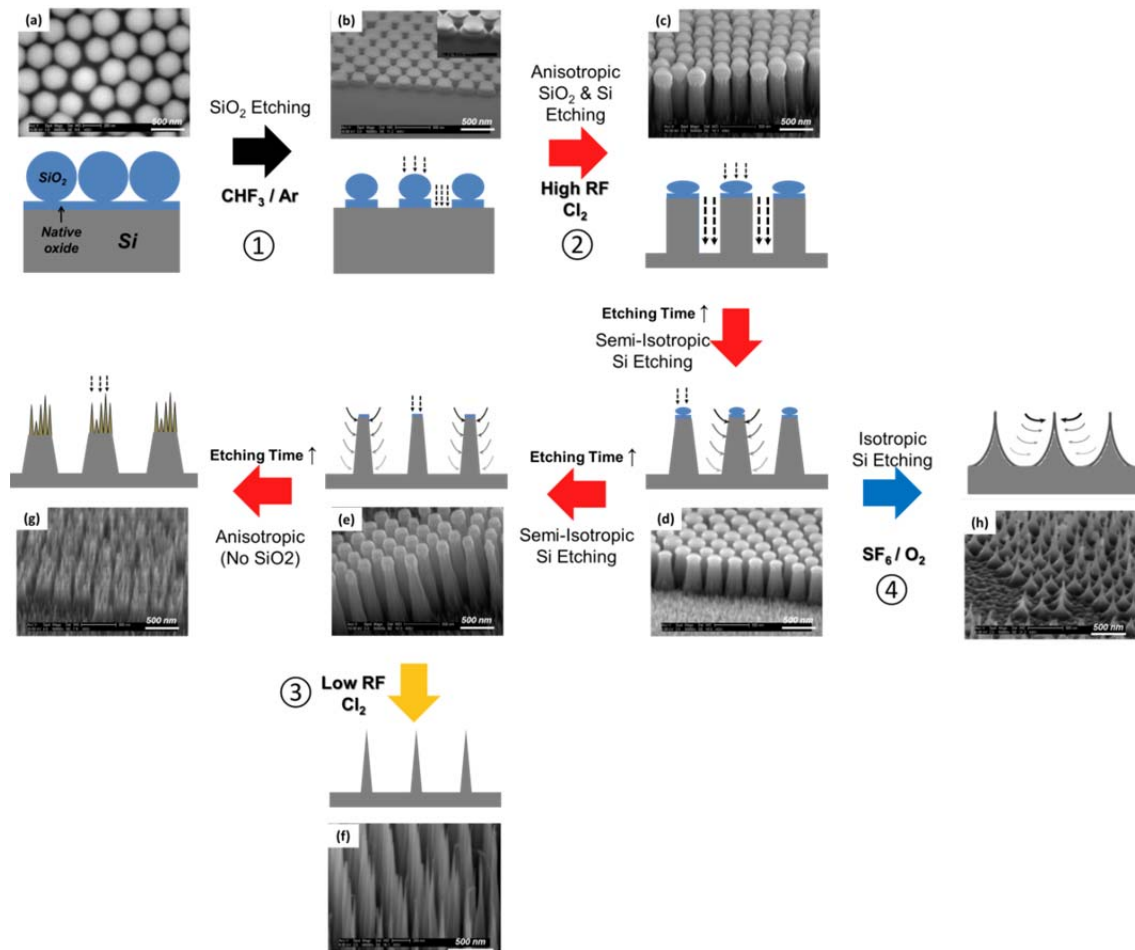 (a)
500 nm
SiO2
Native
oxide
Si
SiO2 Etching
CHF3 / Ar
①
(b)
500 nm
Anisotropic
SiO2 & Si
Etching
High RF
Cl2
②
(c)
500 nm
Etching Time ↑
Semi-Isotropic
Si Etching
(d)
500 nm
Etching Time ↑
Semi-Isotropic
Si Etching
(e)
500 nm
Etching Time ↑
Anisotropic
(No SiO2)
(g)
500 nm
Isotropic
Si Etching
SF6 / O2
④
(h)
500 nm
③
Low RF
Cl2
(f)
500 nm